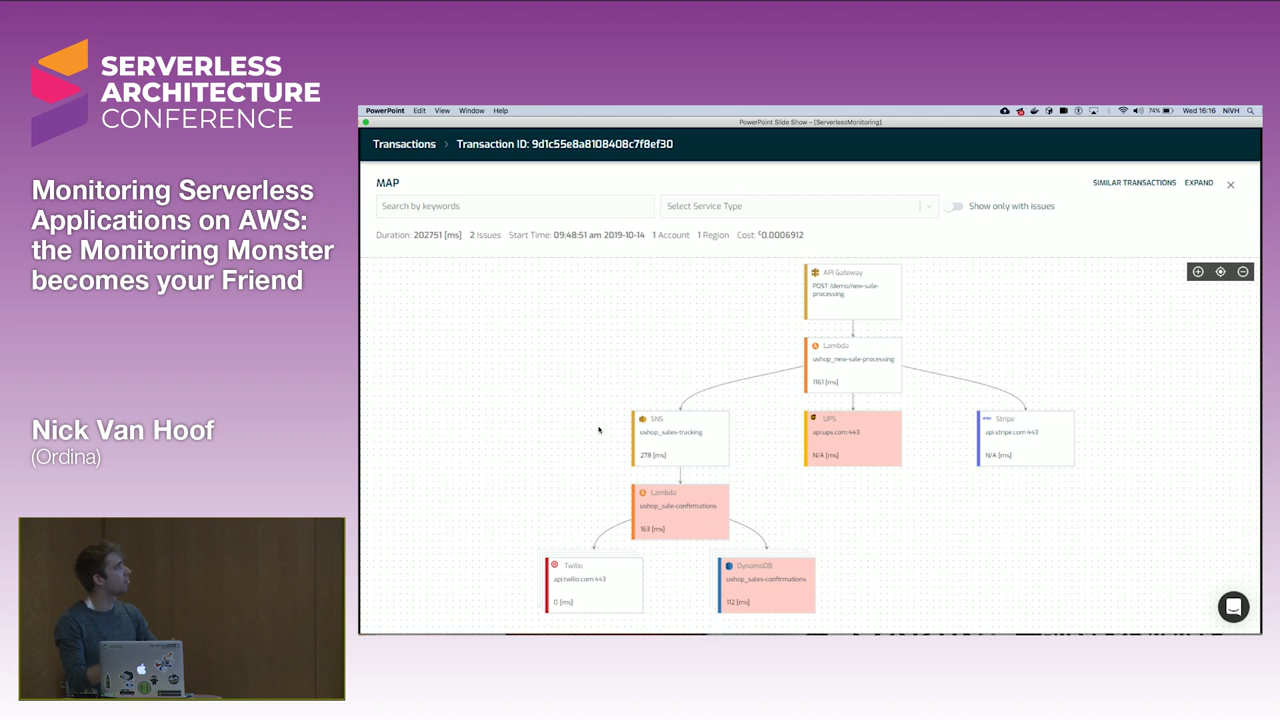 SERVERLESS
ARCHITECTURE
CONFERENCE
Monitoring Serverless
Applications on AWS:
the Monitoring Monster
becomes your Friend
Nick Van Hoof
(Ordina)
PowerPoint Edit View Window Help
74% Wed 16:16 NiVH
PowerPoint Slide Show - [ServerlessMonitoring]
Transactions > Transaction ID: 9d1c55e8a8108408c7f8ef30
MAP
SIMILAR TRANSACTIONS EXPAND
Search by keywords
Select Service Type
Show only with issues
Duration: 202751 [ms] 2 Issues Start Time: 09:48:51 am 2019-10-14 1 Account 1 Region Cost: €0.0006912
API Gateway
POST /demo/new-sale-
processing
Lambda
ushop_new-sale-processing
1161 [ms]
SNS
ushop_sales-tracking
278 [ms]
UPS
api.ups.com:443
N/A [ms]
Stripe
api.stripe.com:443
N/A [ms]
Lambda
ushop_sale-confirmations
163 [ms]
Twilio
api.twilio.com:443
0 [ms]
DynamoDB
ushop_sales-confirmations
112 [ms]